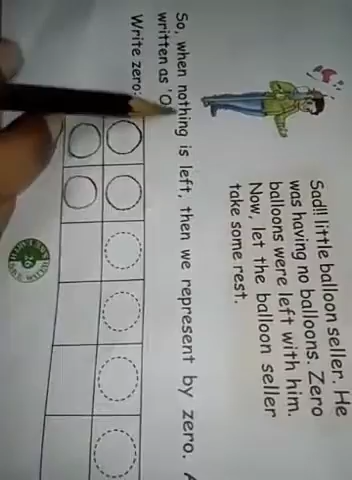 Sad!! little balloon seller. He
was having no balloons. Zero
balloons were left with him.
Now, let the balloon seller
take some rest.
So, when nothing is left, then we represent by zero.
written as 'O
Write zero:
20